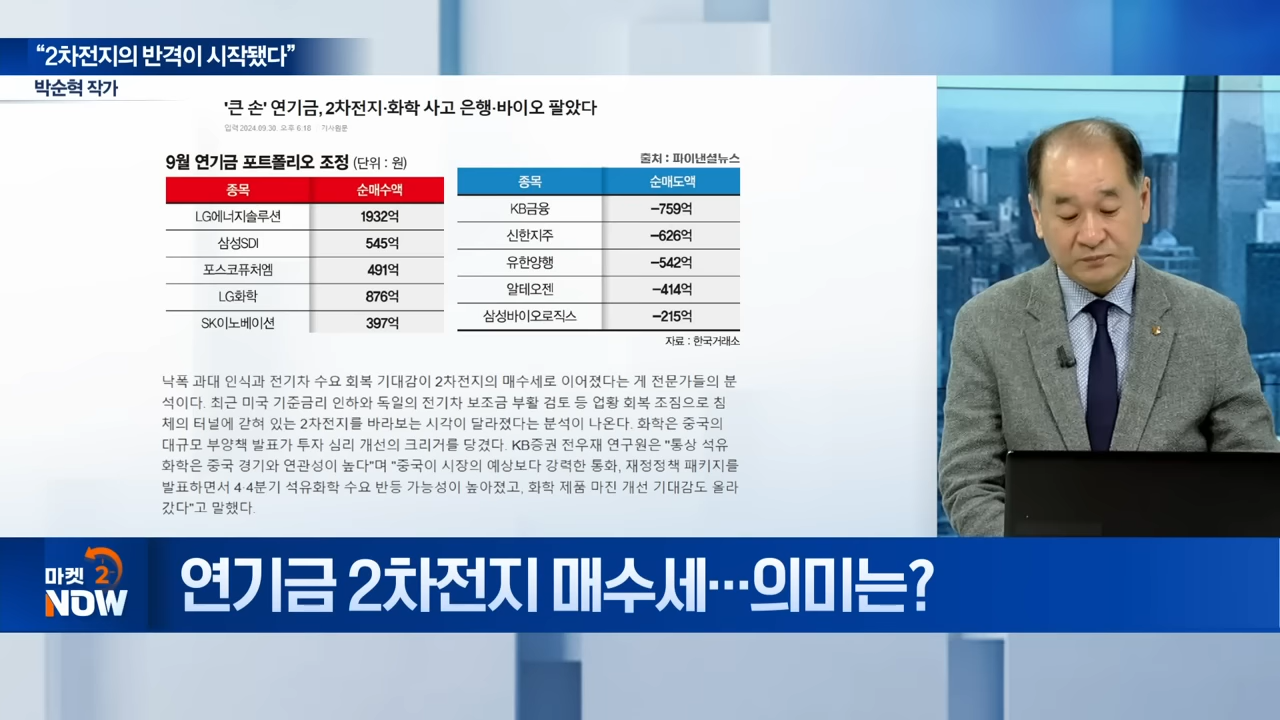 “2차전지의 반격이 시작됐다”
박순혁 작가
'큰 손' 연기금, 2차전지·화학 사고 은행·바이오 팔았다
입력 2024.09.30. 오후 6:18 기사원문
9월 연기금 포트폴리오 조정 (단위 : 원)
종목 순매수액
LG에너지솔루션 1932억
삼성SDI 545억
포스코퓨처엠 491억
LG화학 876억
SK이노베이션 397억
출처 : 파이낸셜뉴스
종목 순매도액
KB금융 -759억
신한지주 -626억
유한양행 -542억
알테오젠 -414억
삼성바이오로직스 -215억
자료 : 한국거래소
낙폭 과대 인식과 전기차 수요 회복 기대감이 2차전지의 매수세로 이어졌다는 게 전문가들의 분
석이다. 최근 미국 기준금리 인하와 독일의 전기차 보조금 부활 검토 등 업황 회복 조짐으로 침
체의 터널에 갇혀 있는 2차전지를 바라보는 시각이 달라졌다는 분석이 나온다. 화학은 중국의
대규모 부양책 발표가 투자 심리 개선의 크리거를 당겼다. KB증권 전우재 연구원은 "통상 석유
화학은 중국 경기와 연관성이 높다"며 "중국이 시장의 예상보다 강력한 통화, 재정정책 패키지를
발표하면서 4·4분기 석유화학 수요 반등 가능성이 높아졌고, 화학 제품 마진 개선 기대감도 올라
갔다"고 말했다.
마켓 2
NOW
연기금 2차전지 매수세…의미는?